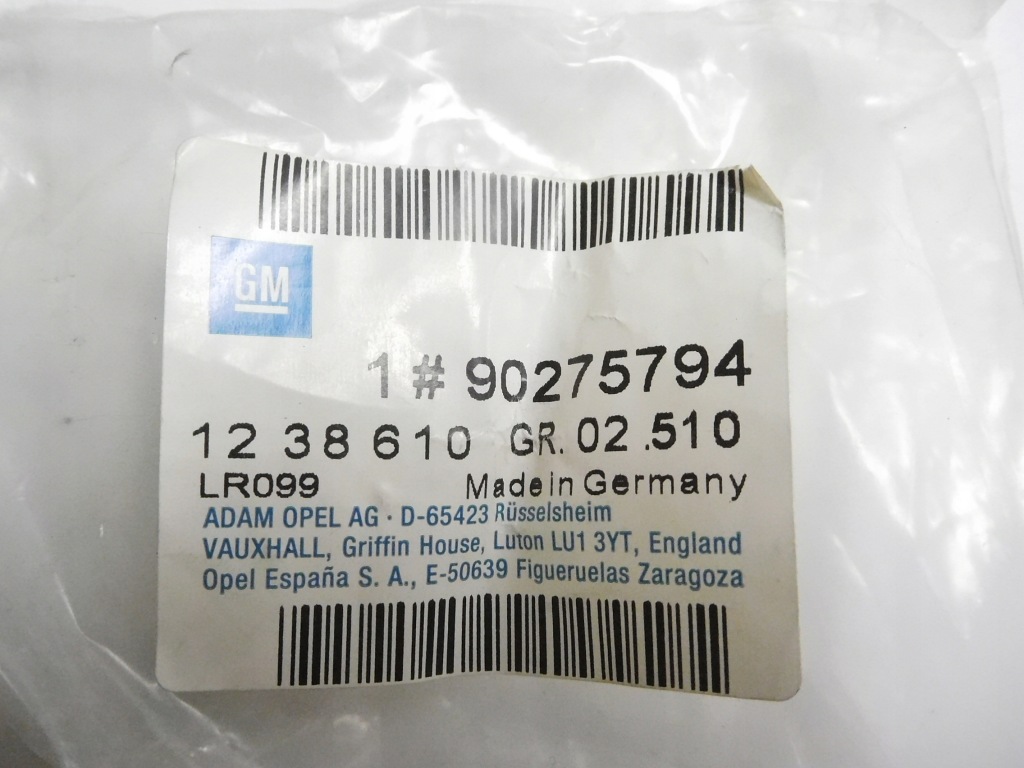 GM
1 # 90275794
12 38 610 GR. 02.510
LR099 Made in Germany
ADAM OPEL AG · D-65423 Rüsselsheim
VAUXHALL, Griffin House, Luton LU1 3YT, England
Opel España S. A., E-50639 Figueruelas Zaragoza